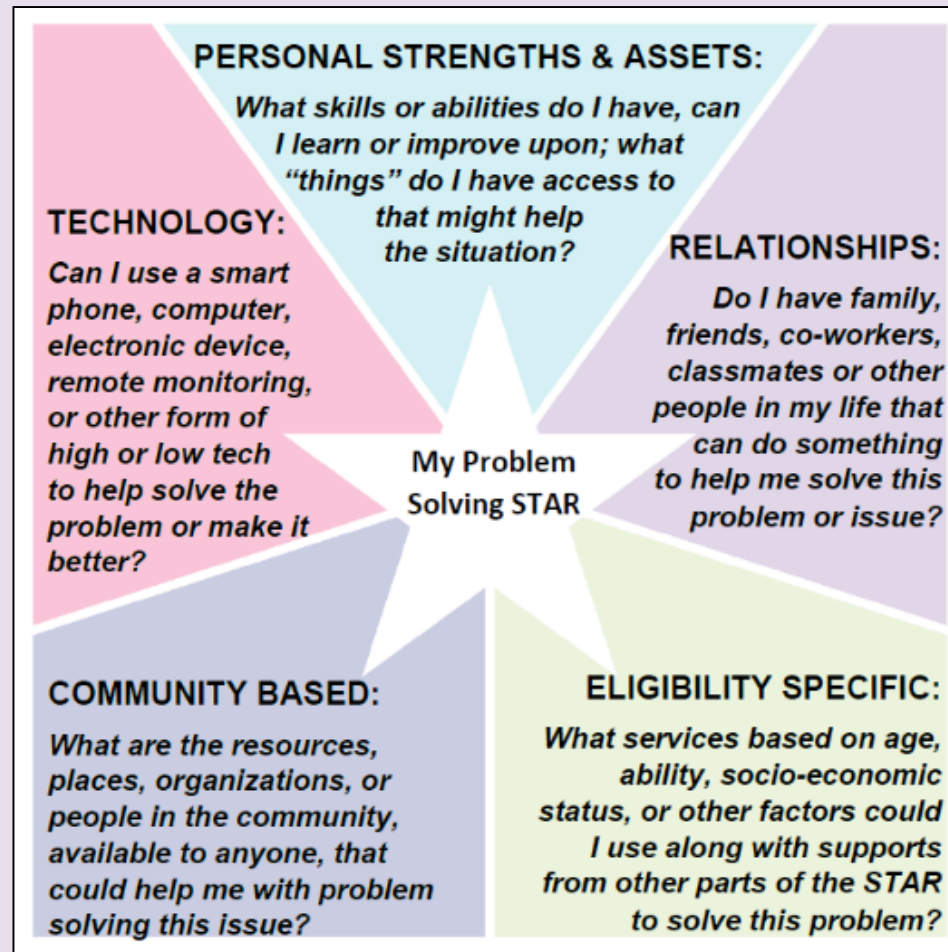 PERSONAL STRENGTHS & ASSETS:
What skills or abilities do I have, can
I learn or improve upon; what
“things” do I have access to
that might help
the situation?
TECHNOLOGY:
Can I use a smart
phone, computer,
electronic device,
remote monitoring,
or other form of
high or low tech
to help solve the
problem or make it
better?
RELATIONSHIPS:
Do I have family,
friends, co-workers,
classmates or other
people in my life that
can do something
to help me solve this
problem or issue?
My Problem
Solving STAR
COMMUNITY BASED:
What are the resources,
places, organizations, or
people in the community,
available to anyone, that
could help me with problem
solving this issue?
ELIGIBILITY SPECIFIC:
What services based on age,
ability, socio-economic
status, or other factors could
I use along with supports
from other parts of the STAR
to solve this problem?